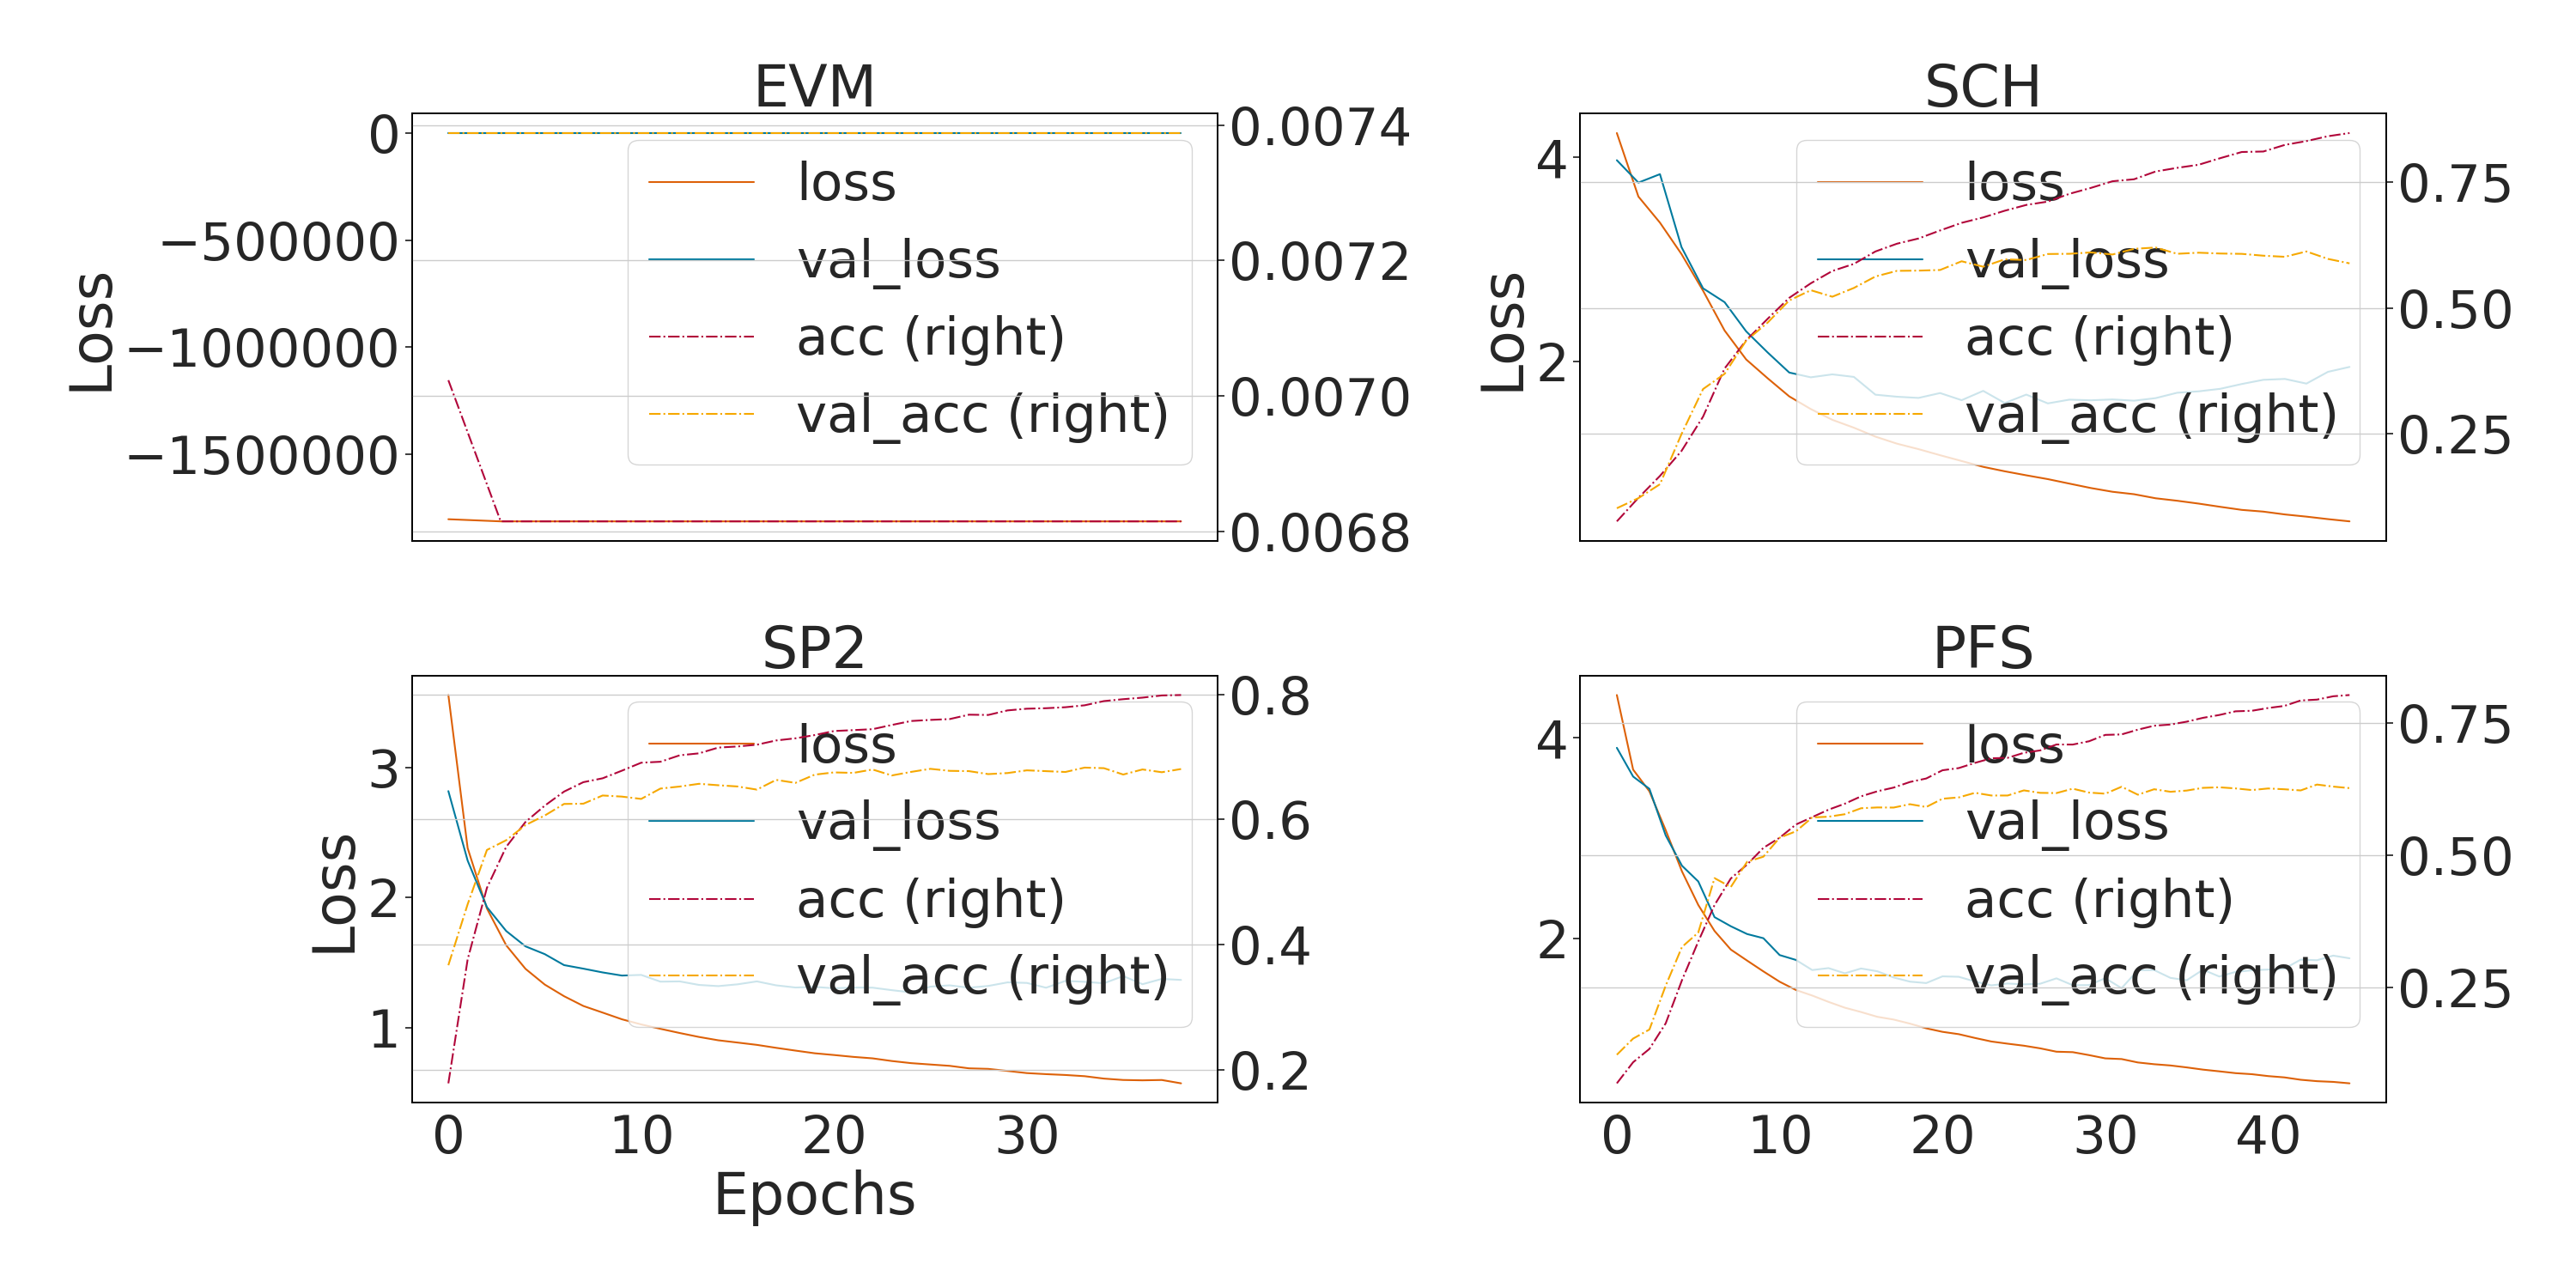 EVM
0
−500000
−1000000
−1500000
Loss
0.0074
0.0072
0.0070
0.0068
loss
val_loss
acc (right)
val_acc (right)
SCH
4
2
Loss
0.75
0.50
0.25
loss
val_loss
acc (right)
val_acc (right)
SP2
3
2
1
Loss
0.8
0.6
0.4
0.2
loss
val_loss
acc (right)
val_acc (right)
0 10 20 30
Epochs
PFS
4
2
0.75
0.50
0.25
loss
val_loss
acc (right)
val_acc (right)
0 10 20 30 40